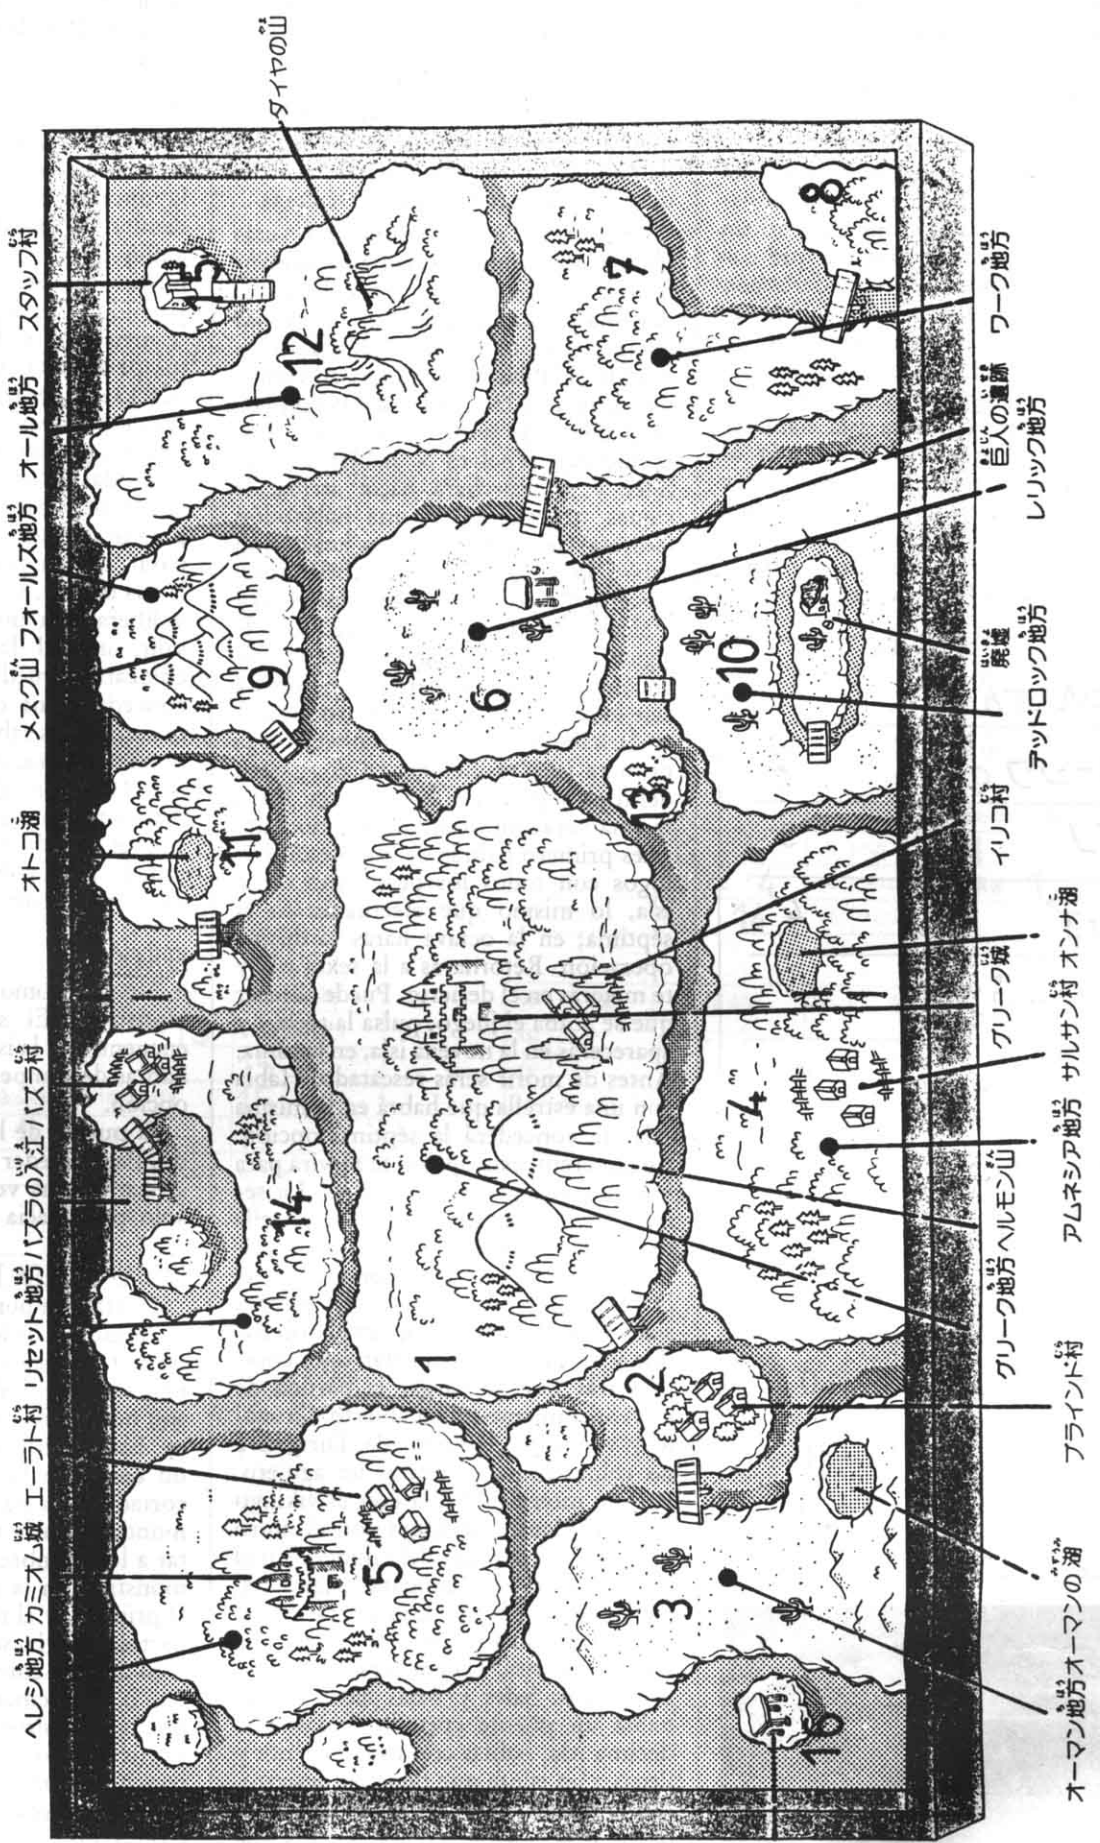 ヘレシ地方
カミオム城
エーラト村
リセット地方
バスラの入江
バスラ村
オトコ湖
メスク山
フォールズ地方
オール地方
スタッフ村
ダイヤの山
15
12
9
11
14
5
1
6
7
8
2
13
10
4
3
16
オーマン地方
オーマンの湖
ブラインド村
グリーク地方
ヘルモン山
アムネシア地方
サルサン村
グリーク城
オンナ湖
イリコ村
デッドロック地方
廃墟
レリック地方
巨人の遺跡
ワーク地方